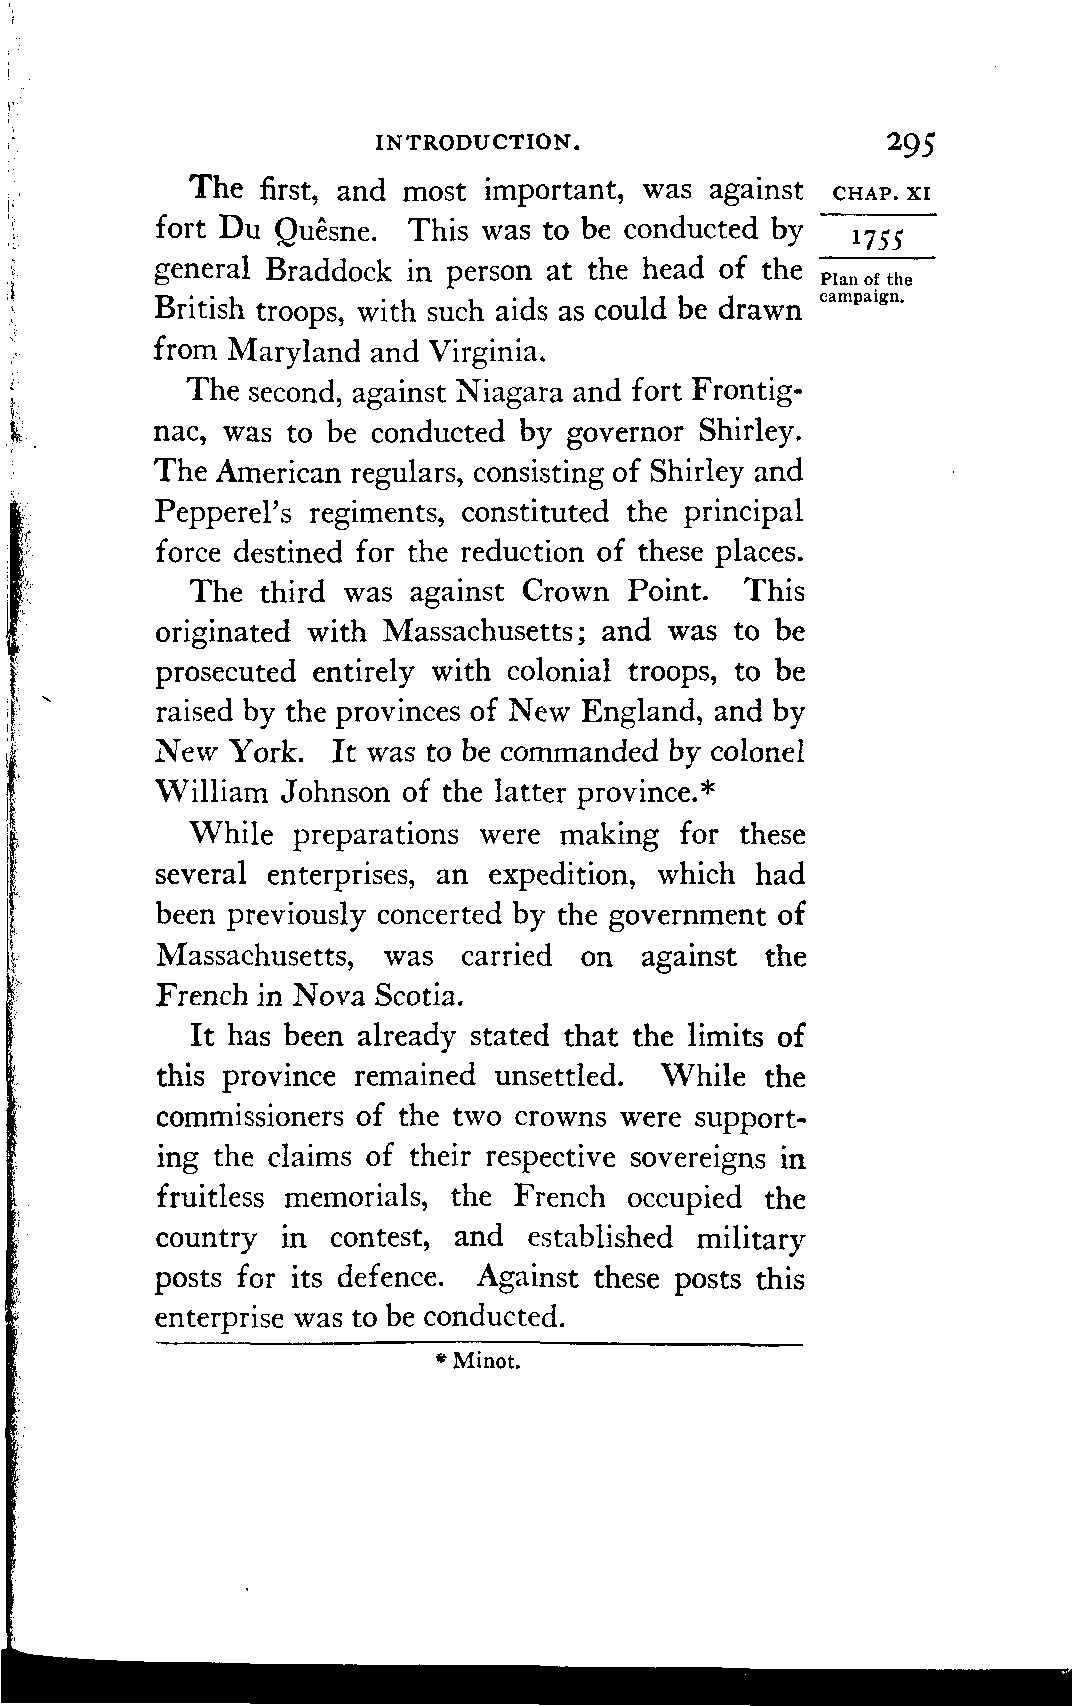 INTRODUCTION. 295
The first, and most important, was against
fort Du Quêsne. This was to be conducted by
general Braddock in person at the head of the
British troops, with such aids as could be drawn
from Maryland and Virginia.
CHAP. XI
1755
Plan of the
campaign.
The second, against Niagara and fort Frontig-
nac, was to be conducted by governor Shirley.
The American regulars, consisting of Shirley and
Pepperel's regiments, constituted the principal
force destined for the reduction of these places.
The third was against Crown Point. This
originated with Massachusetts; and was to be
prosecuted entirely with colonial troops, to be
raised by the provinces of New England, and by
New York. It was to be commanded by colonel
William Johnson of the latter province.*
While preparations were making for these
several enterprises, an expedition, which had
been previously concerted by the government of
Massachusetts, was carried on against the
French in Nova Scotia.
It has been already stated that the limits of
this province remained unsettled. While the
commissioners of the two crowns were support-
ing the claims of their respective sovereigns in
fruitless memorials, the French occupied the
country in contest, and established military
posts for its defence. Against these posts this
enterprise was to be conducted.
* Minot.